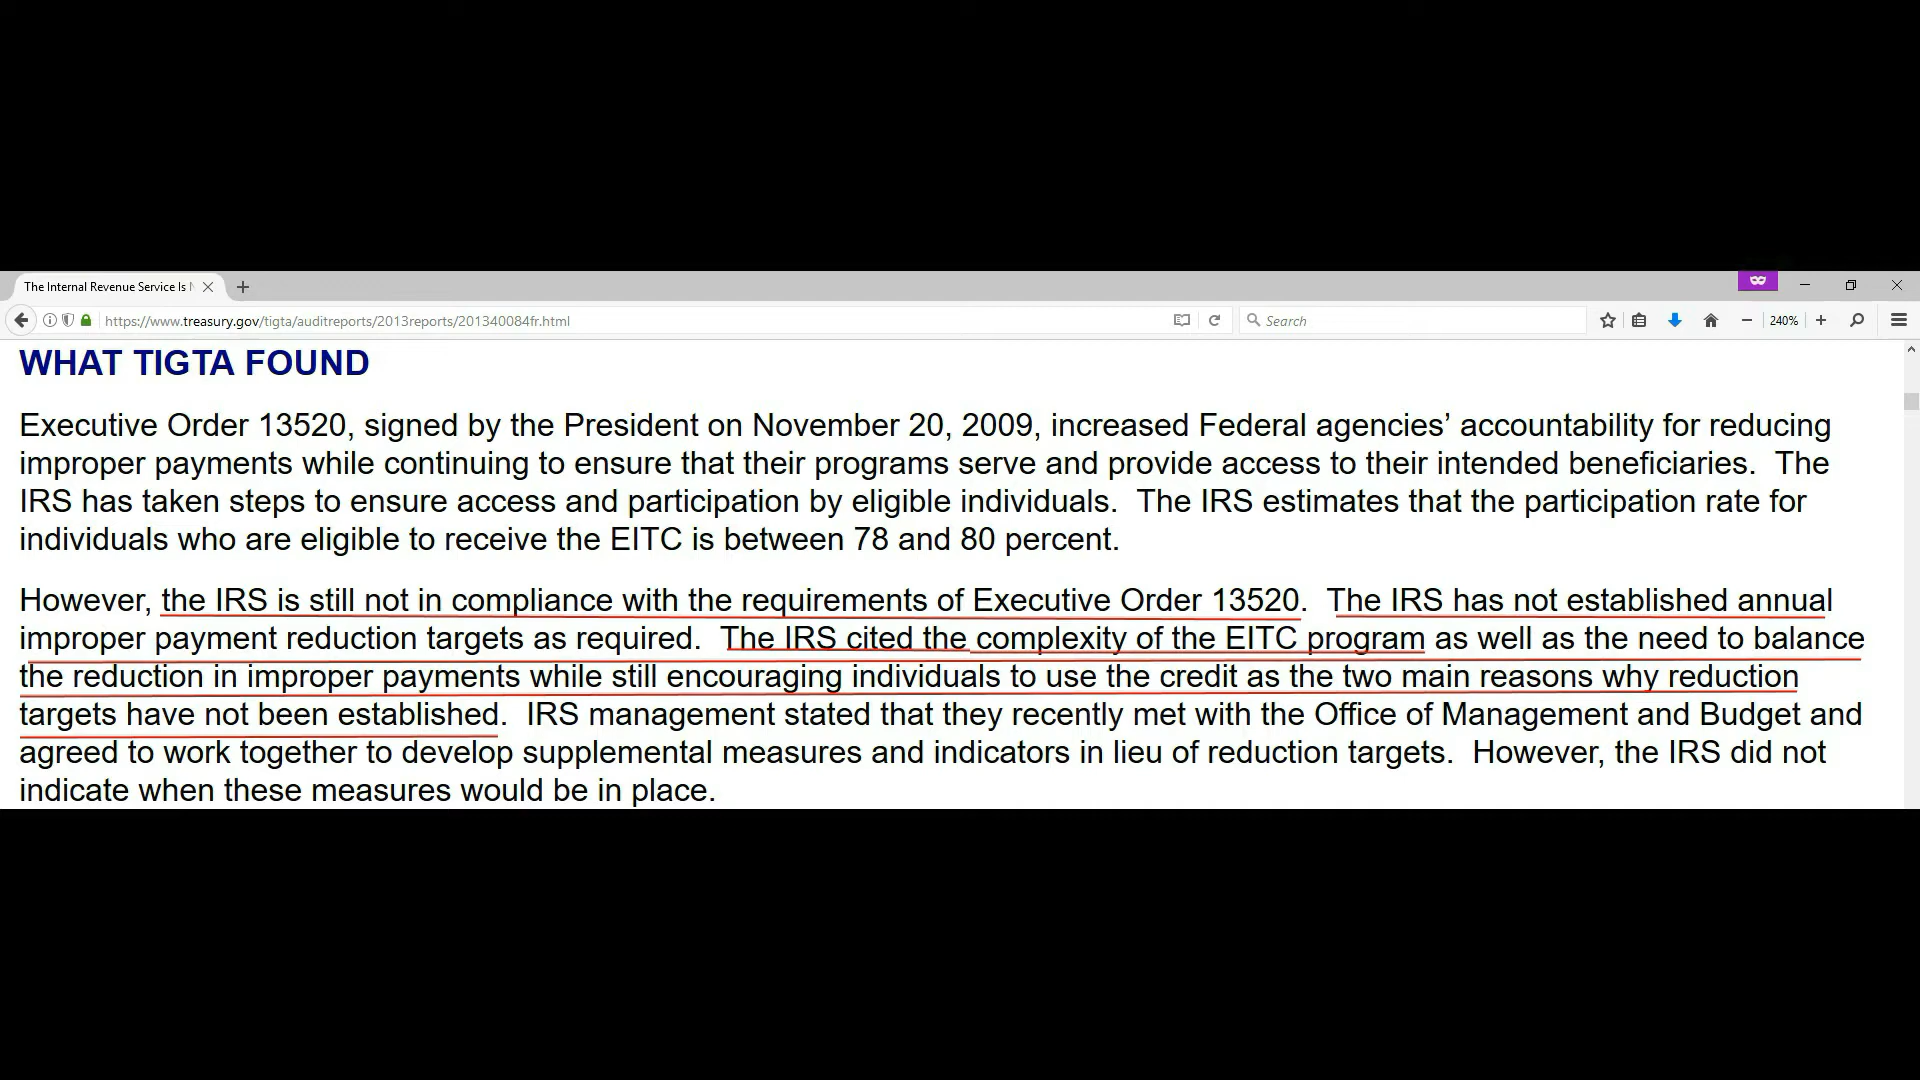 The Internal Revenue Service Is
https://www.treasury.gov/tigta/auditreports/2013reports/201340084fr.html
Search
240%
WHAT TIGTA FOUND
Executive Order 13520, signed by the President on November 20, 2009, increased Federal agencies’ accountability for reducing
improper payments while continuing to ensure that their programs serve and provide access to their intended beneficiaries. The
IRS has taken steps to ensure access and participation by eligible individuals. The IRS estimates that the participation rate for
individuals who are eligible to receive the EITC is between 78 and 80 percent.
However, the IRS is still not in compliance with the requirements of Executive Order 13520. The IRS has not established annual
improper payment reduction targets as required. The IRS cited the complexity of the EITC program as well as the need to balance
the reduction in improper payments while still encouraging individuals to use the credit as the two main reasons why reduction
targets have not been established. IRS management stated that they recently met with the Office of Management and Budget and
agreed to work together to develop supplemental measures and indicators in lieu of reduction targets. However, the IRS did not
indicate when these measures would be in place.